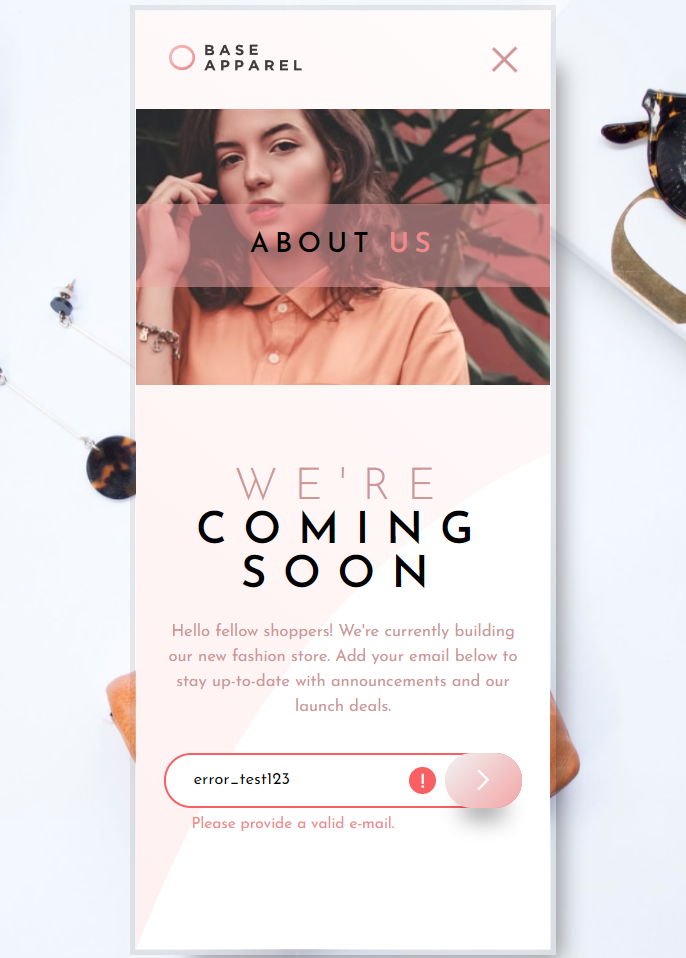 BASE
APPAREL
ABOUT US
WE'RE
COMING
SOON
Hello fellow shoppers! We're currently building
our new fashion store. Add your email below to
stay up-to-date with announcements and our
launch deals.
error_test123
!
Please provide a valid e-mail.